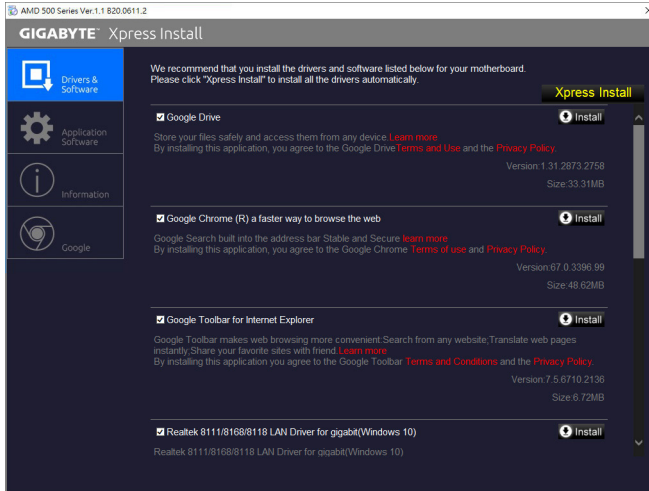 AMD 500 Series Ver.1.1 B20.0611.2
GIGABYTE™ Xpress Install
Drivers &
Software
Application
Software
Information
Google
We recommend that you install the drivers and software listed below for your motherboard.
Please click "Xpress Install" to install all the drivers automatically.
Xpress Install
Google Drive
Install
Store your files safely and access them from any device.Learn more
By installing this application, you agree to the Google DriveTerms and Use and the Privacy Policy.
Version:1.31.2873.2758
Size:33.31MB
Google Chrome (R) a faster way to browse the web
Install
Google Search built into the address bar Stable and Secure learn more
By installing this application, you agree to the Google Chrome Terms of use and Privacy Policy.
Version:67.0.3396.99
Size:48.62MB
Google Toolbar for Internet Explorer
Install
Google Toolbar makes web browsing more convenient:Search from any website;Translate web pages
instantly;Share your favorite sites with friend.Learn more
By installing this application you agree to the Google Toolbar Terms and Conditions and the Privacy Policy.
Version:7.5.6710.2136
Size:6.72MB
Realtek 8111/8168/8118 LAN Driver for gigabit(Windows 10)
Install
Realtek 8111/8168/8118 LAN Driver for gigabit(Windows 10)